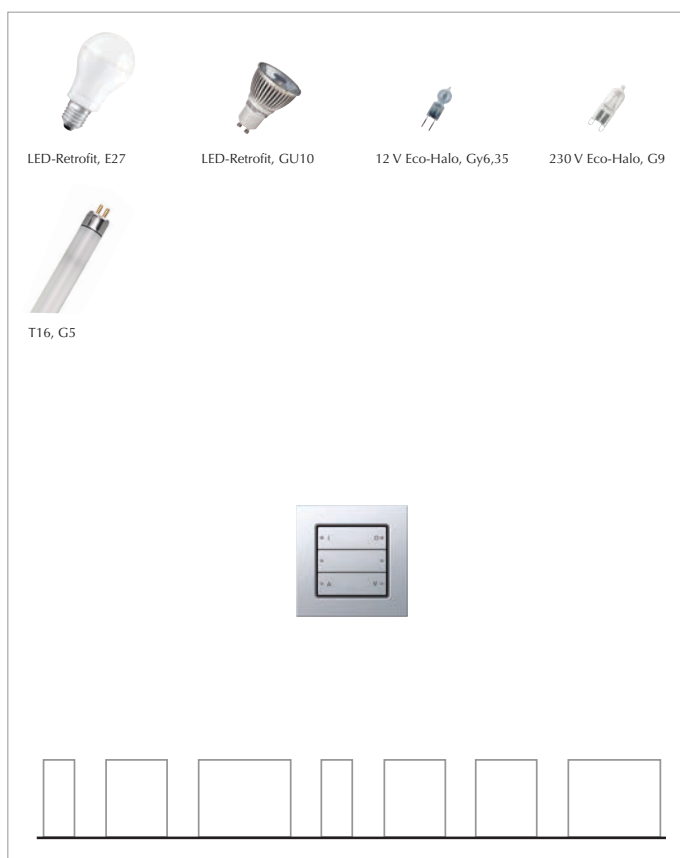 LED-Retrofit, E27
LED-Retrofit, GU10
12 V Eco-Halo, Gy6,35
230 V Eco-Halo, G9
T16, G5